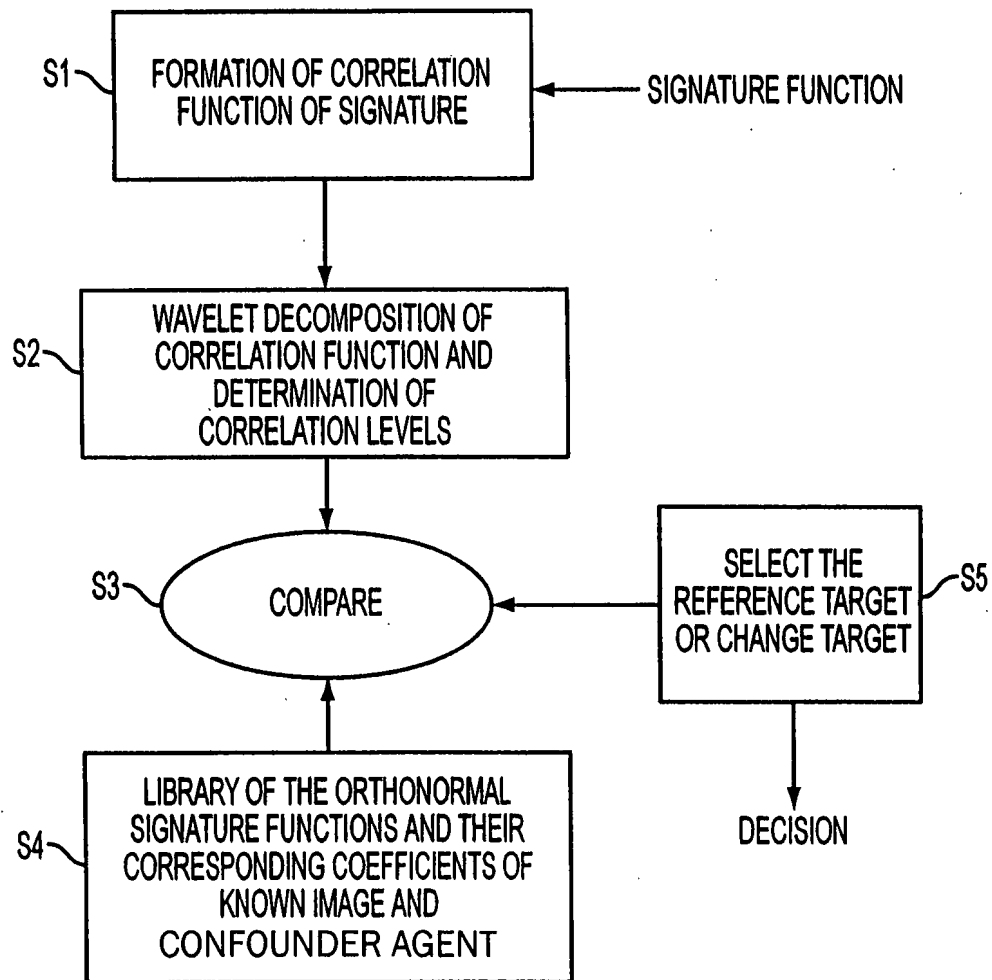 S1
FORMATION OF CORRELATION
FUNCTION OF SIGNATURE
SIGNATURE FUNCTION
S2
WAVELET DECOMPOSITION OF
CORRELATION FUNCTION AND
DETERMINATION OF
CORRELATION LEVELS
S3
COMPARE
SELECT THE
REFERENCE TARGET
OR CHANGE TARGET
S5
DECISION
S4
LIBRARY OF THE ORTHONORMAL
SIGNATURE FUNCTIONS AND THEIR
CORRESPONDING COEFFICIENTS OF
KNOWN IMAGE AND
CONFOUNDER AGENT